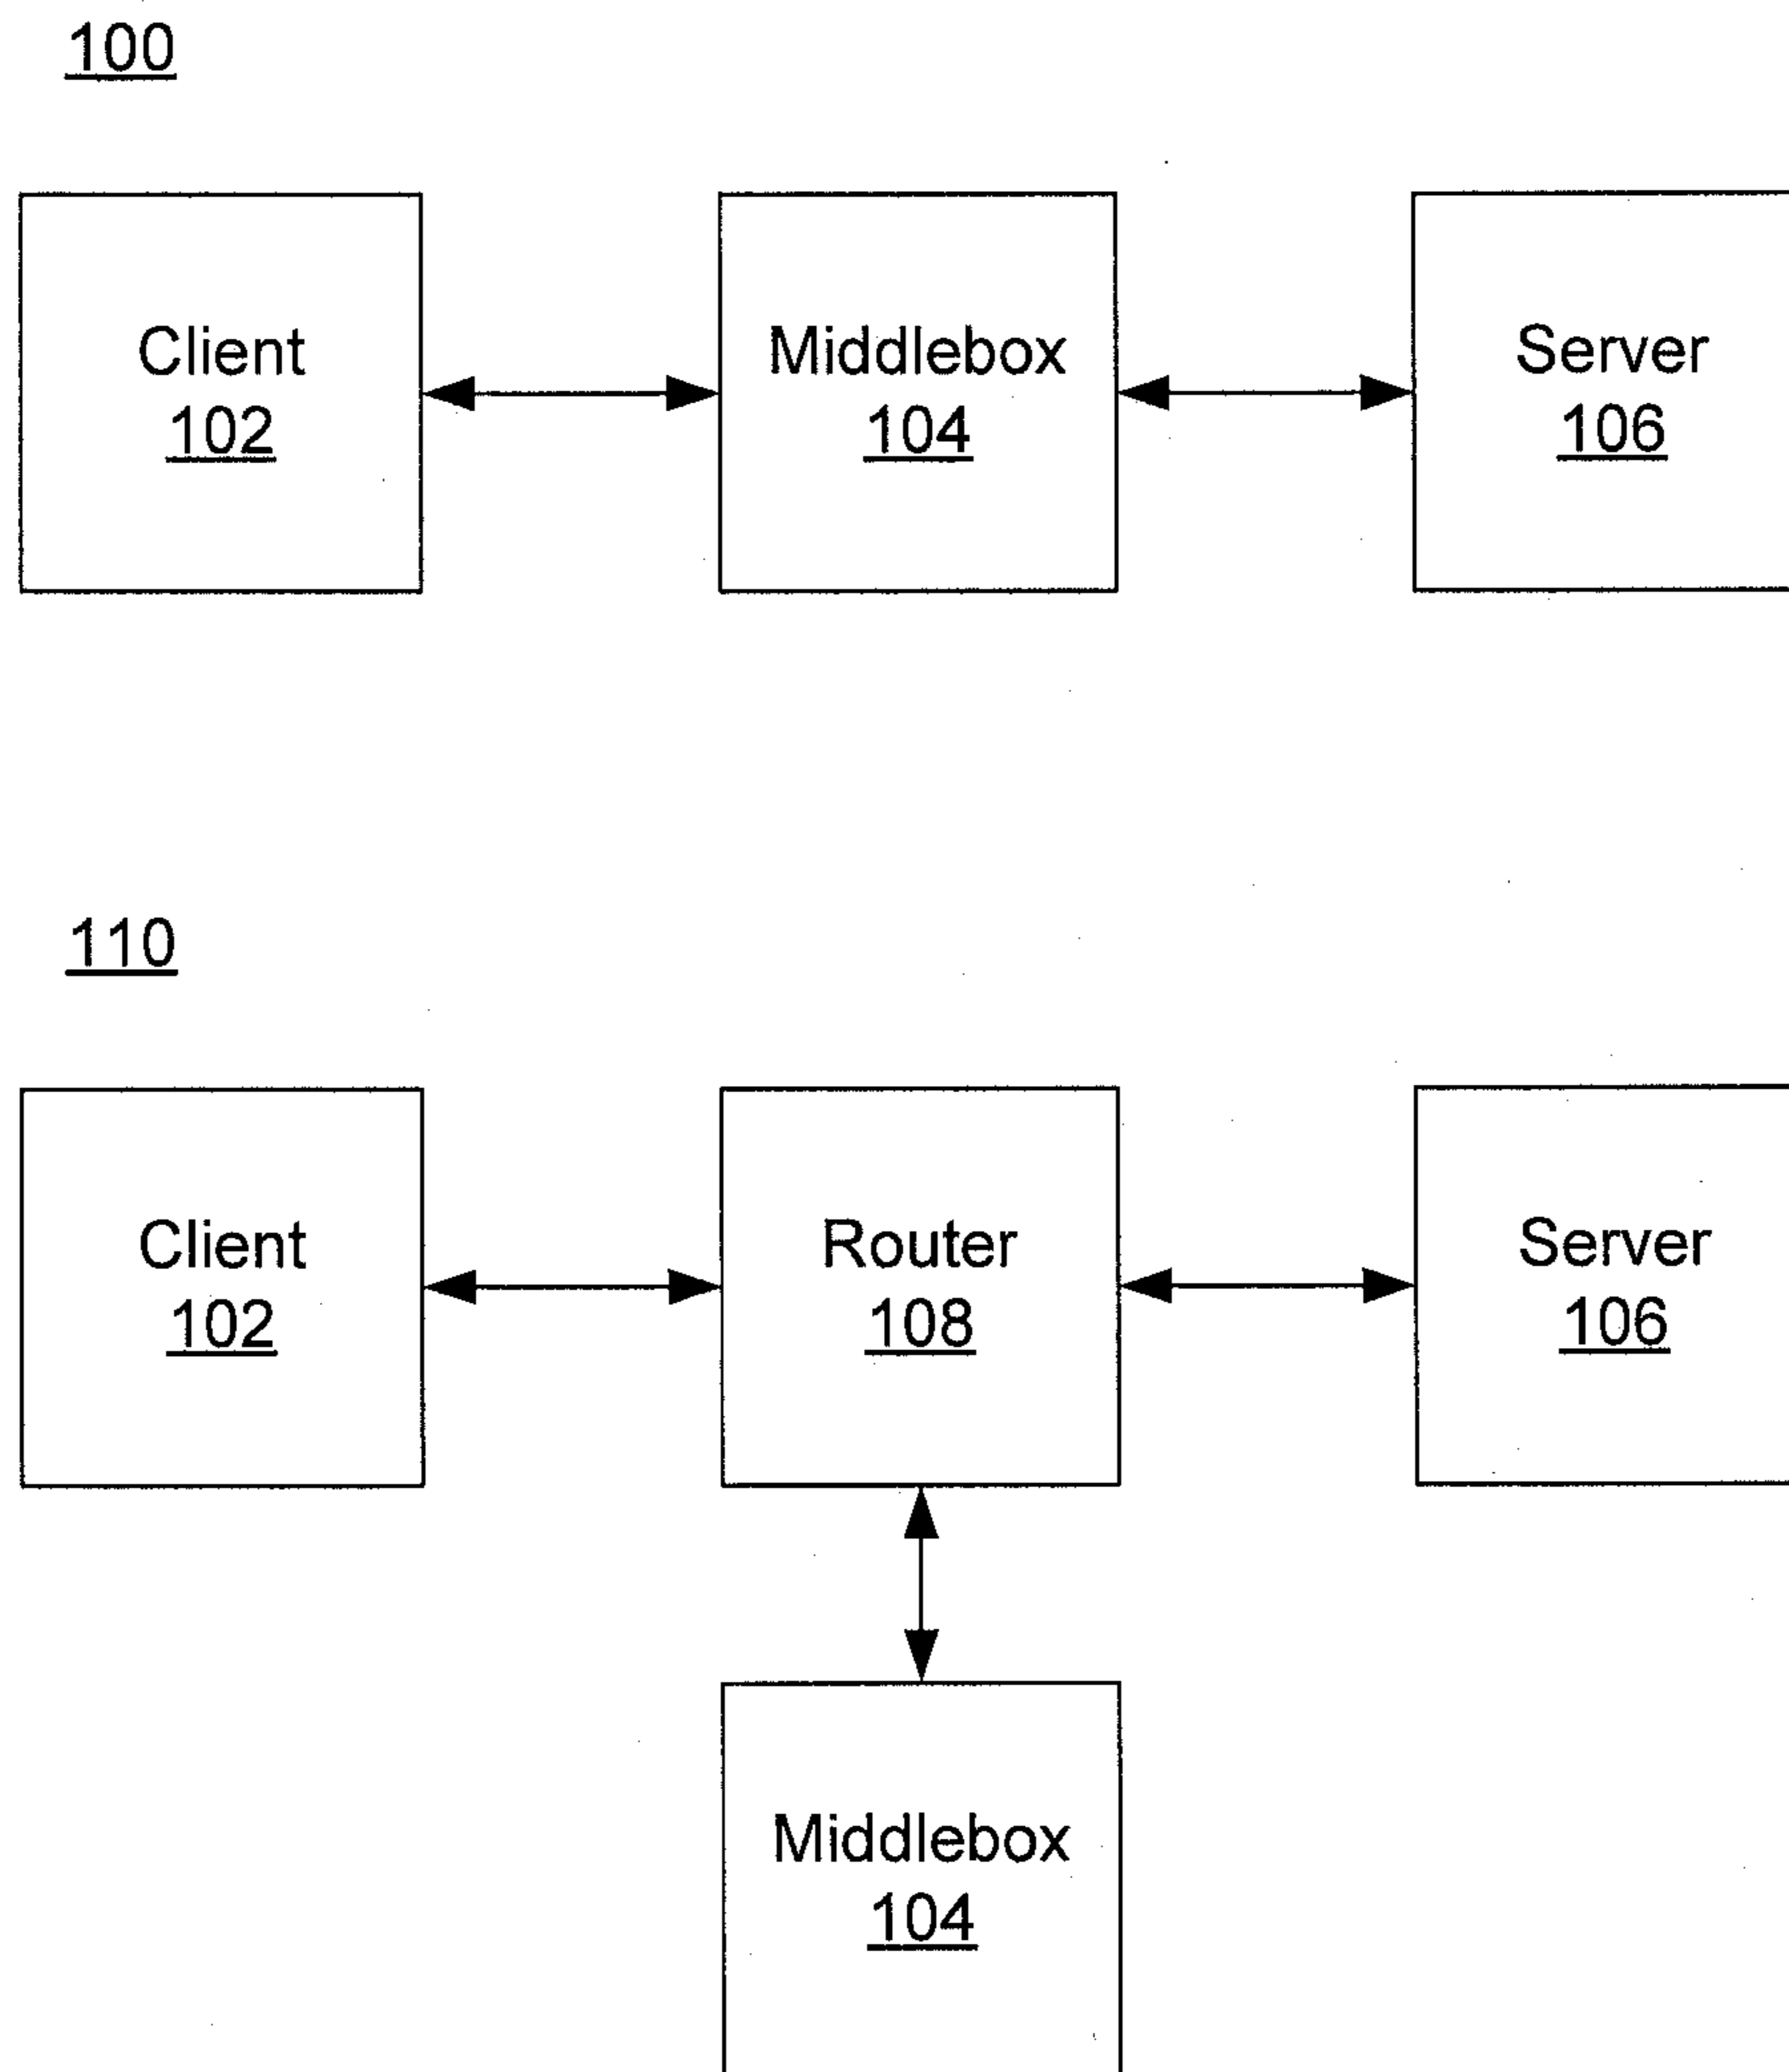 100
Client Middlebox Server
102 104 106
110
Client Router Server
102 108 106
Middlebox
104